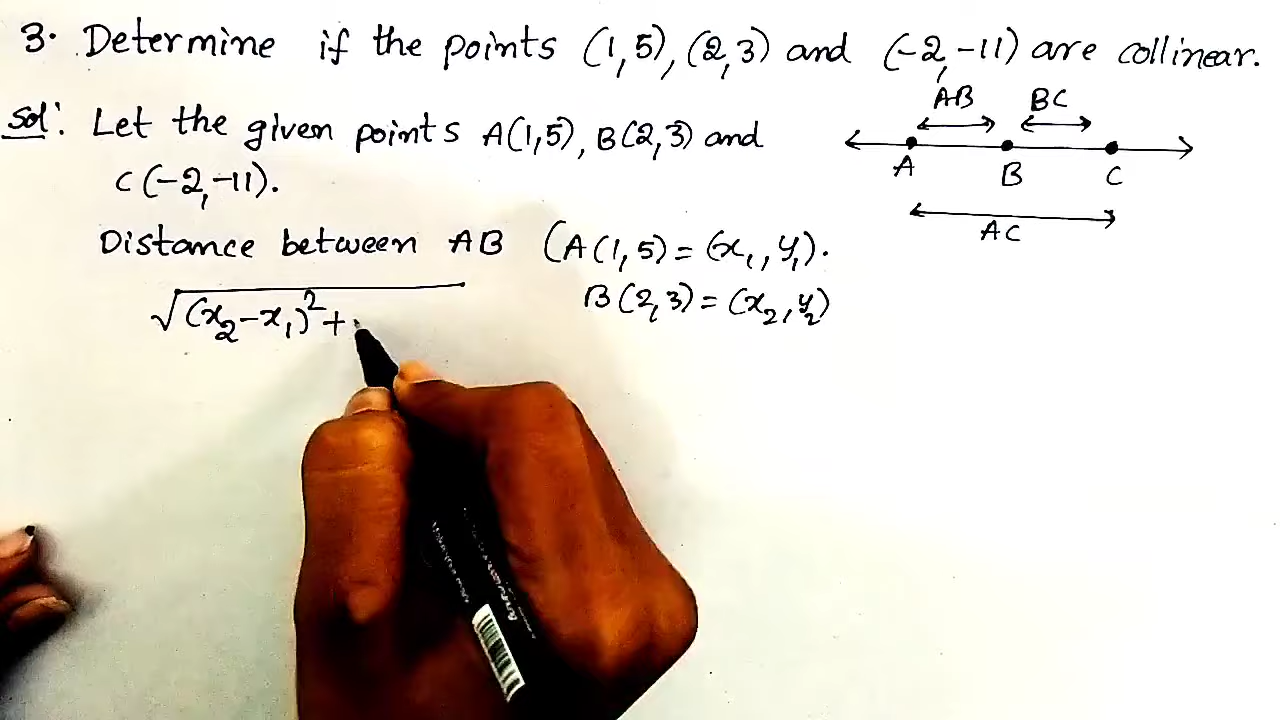 3. Determine if the points (1,5), (2,3) and (-2,-11) are collinear.
Sol: Let the given points A(1,5), B(2,3) and
C(-2,-11).
AB BC
A B C
AC
Distance between AB (A(1,5) = (x₁, y₁).
B(2,3) = (x₂, y₂)
√(x₂-x₁)²+